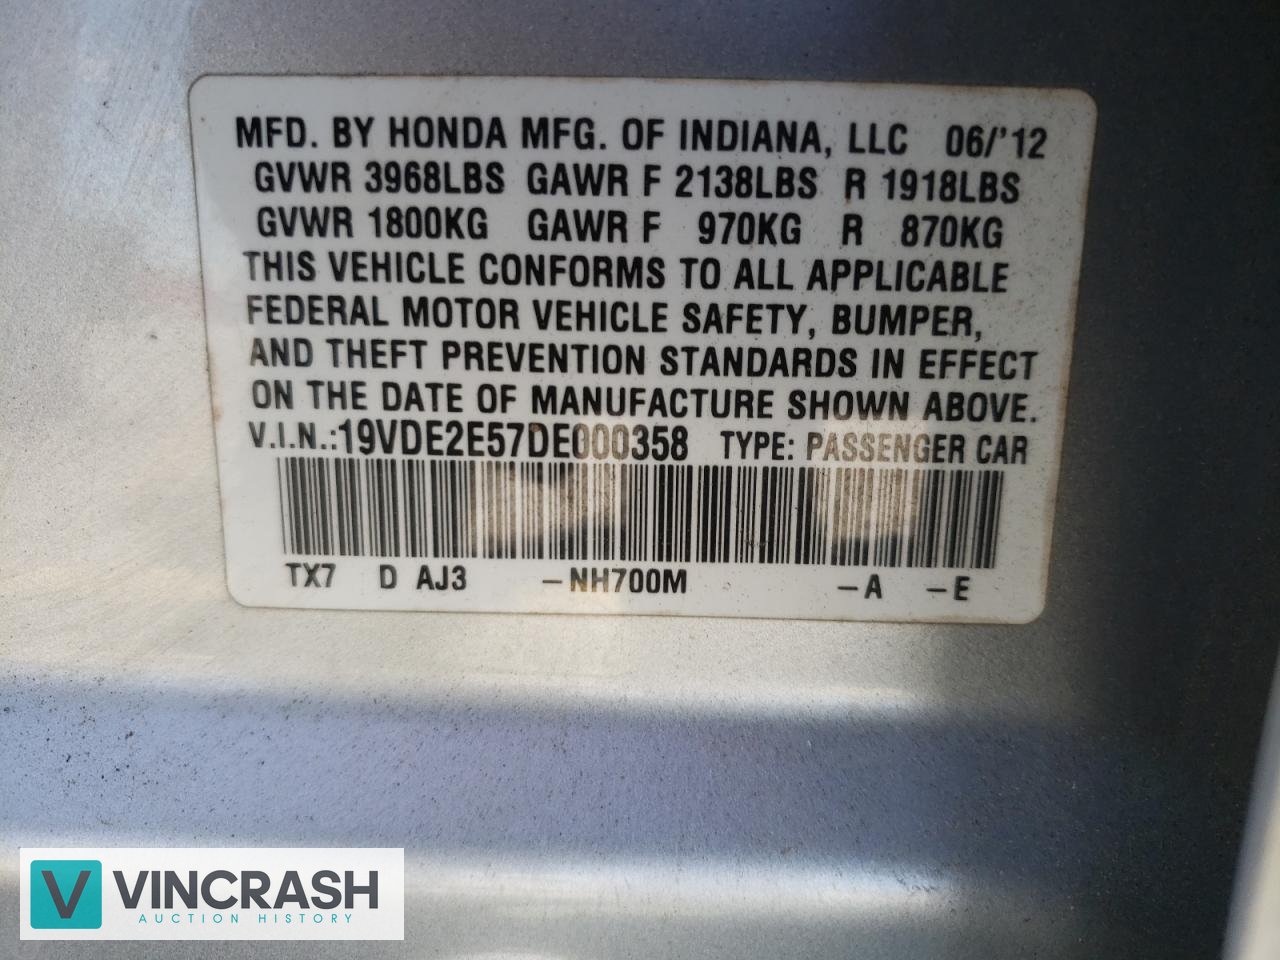 MFD. BY HONDA MFG. OF INDIANA, LLC 06/'12
GVWR 3968LBS GAWR F 2138LBS R 1918LBS
GVWR 1800KG GAWR F 970KG R 870KG
THIS VEHICLE CONFORMS TO ALL APPLICABLE
FEDERAL MOTOR VEHICLE SAFETY, BUMPER,
AND THEFT PREVENTION STANDARDS IN EFFECT
ON THE DATE OF MANUFACTURE SHOWN ABOVE.
V.I.N.:19VDE2E57DE000358 TYPE: PASSENGER CAR
TX7 D AJ3 –NH700M –A –E
V VINCRASH
AUCTION HISTORY